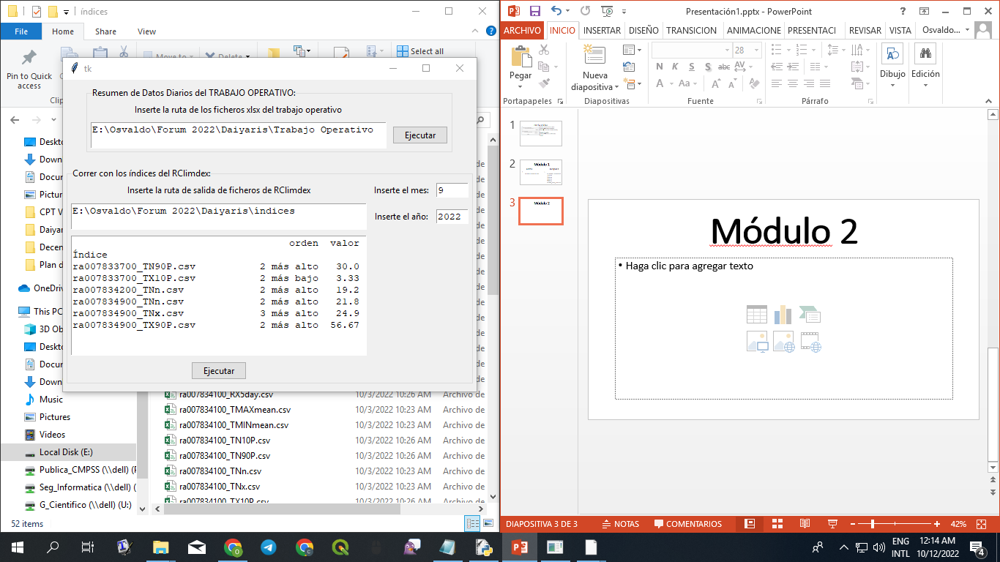 índices
File Home Share View
Pin to Quick access
Move to
Delete
Select all
Desktop
tk
Resumen de Datos Diarios del TRABAJO OPERATIVO:
Inserte la ruta de los ficheros xlsx del trabajo operativo
E:\Osvaldo\Forum 2022\Daiyaris\Trabajo Operativo
Ejecutar
Correr con los índices del RClimdex:
Inserte la ruta de salida de ficheros de RClimdex
Inserte el mes: 9
E:\Osvaldo\Forum 2022\Daiyaris\índices
Inserte el año: 2022
orden valor
Índice
ra007833700_TN90P.csv 2 más alto 30.0
ra007833700_TX10P.csv 2 más bajo 3.33
ra007834200_TNn.csv 2 más alto 19.2
ra007834900_TNn.csv 2 más alto 21.8
ra007834900_TNx.csv 3 más alto 24.9
ra007834900_TX90P.csv 2 más alto 56.67
Ejecutar
Deskto
Down
Docun
Picture
CPT V
Daiyar
Decen
Plan d
OneDriv
This PC
3D Ob
Deskto
Docun
Down
Music
Pictures
Videos
Local Disk (E:)
Publica_CMPSS (\\dell) (P
Seg_Informatica (\\dell) (
G_Cientifico (\\dell) (U:)
ra007834100_RX5day.csv 10/3/2022 10:26 AM Archivo de
ra007834100_TMAXmean.csv 10/3/2022 10:23 AM Archivo de
ra007834100_TMINmean.csv 10/3/2022 10:23 AM Archivo de
ra007834100_TN10P.csv 10/3/2022 10:26 AM Archivo de
ra007834100_TN90P.csv 10/3/2022 10:26 AM Archivo de
ra007834100_TNn.csv 10/3/2022 10:23 AM Archivo de
ra007834100_TNx.csv 10/3/2022 10:23 AM Archivo de
ra007834100_TX10P.csv 10/3/2022 10:26 AM Archivo de
52 items
Presentación1.pptx - PowerPoint
ARCHIVO INICIO INSERTAR DISEÑO TRANSICION ANIMACIONE PRESENTACI REVISAR VISTA Osvaldo...
28
Pegar
Nueva diapositiva
N K S S abc AV
A Aa A A
Dibujo
Edición
Portapapeles Diapositivas Fuente Párrafo
1
2
Módulo 1
3
Módulo 2
Módulo 2
• Haga clic para agregar texto
DIAPOSITIVA 3 DE 3 NOTAS COMENTARIOS 42%
ENG 12:14 AM
INTL 10/12/2022
4